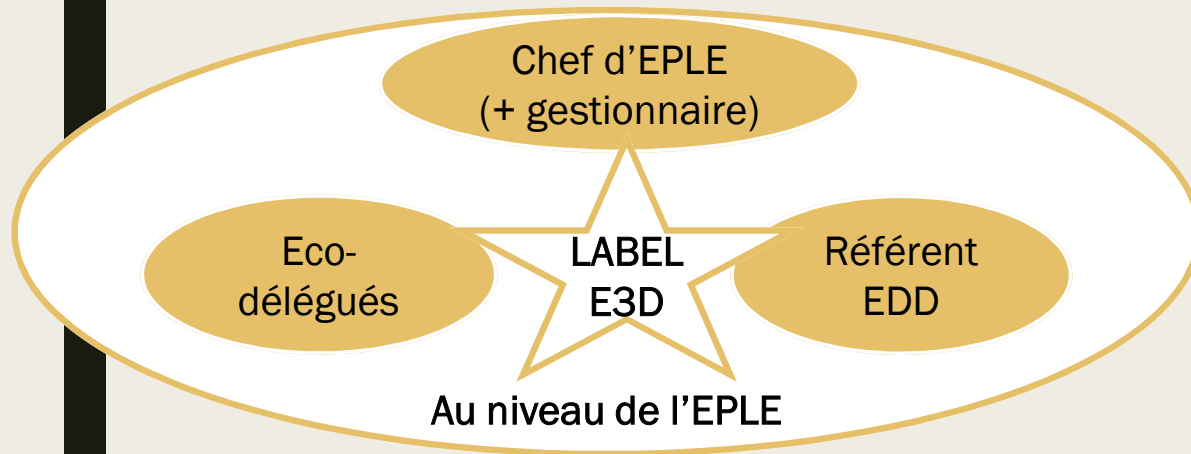 Chef d’EPLE
(+ gestionnaire)
Eco-
délégués
LABEL
E3D
Référent
EDD
Au niveau de l’EPLE